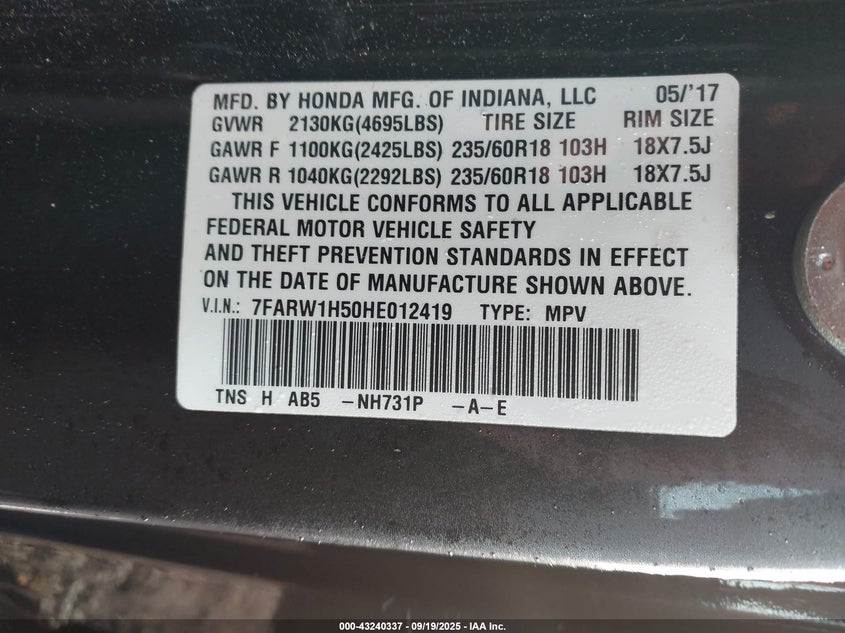 MFD. BY HONDA MFG. OF INDIANA, LLC 05/'17
GVWR 2130KG(4695LBS) TIRE SIZE RIM SIZE
GAWR F 1100KG(2425LBS) 235/60R18 103H 18X7.5J
GAWR R 1040KG(2292LBS) 235/60R18 103H 18X7.5J
THIS VEHICLE CONFORMS TO ALL APPLICABLE
FEDERAL MOTOR VEHICLE SAFETY
AND THEFT PREVENTION STANDARDS IN EFFECT
ON THE DATE OF MANUFACTURE SHOWN ABOVE.
V.I.N.: 7FARW1H50HE012419 TYPE: MPV
TNS H AB5 -NH731P -A-E
000-43240337 - 09/19/2025 - IAA Inc.